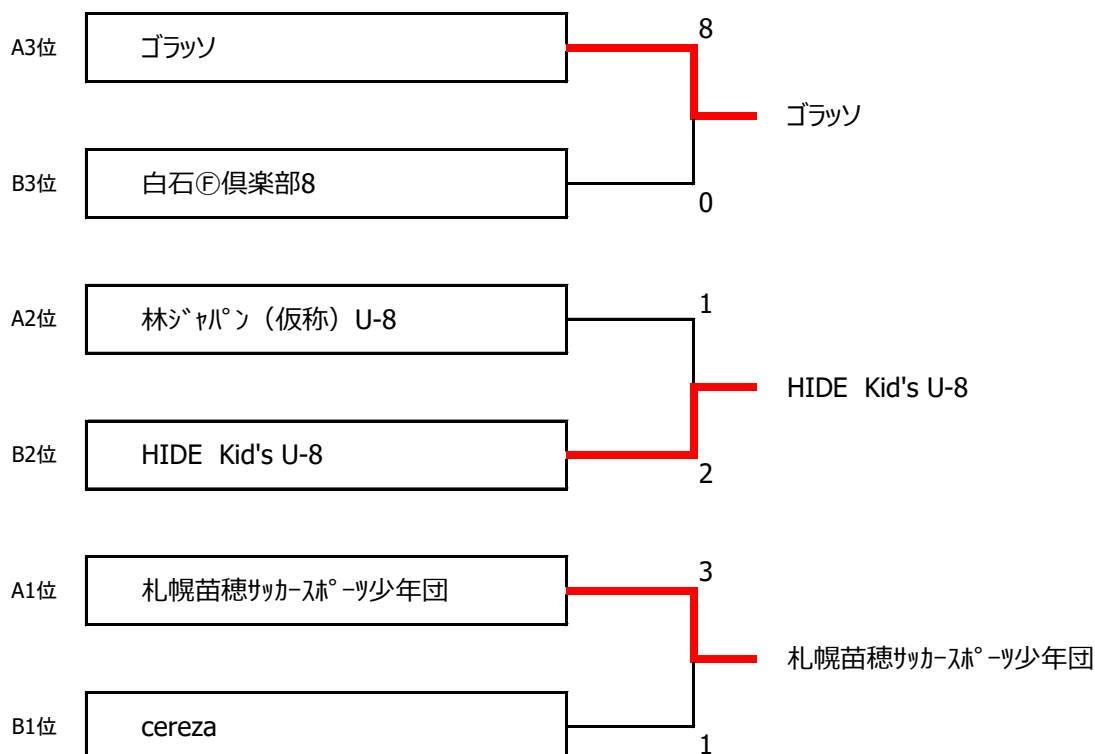 A3位 ゴラッソ 8
ゴラッソ
B3位 白石Ⓕ倶楽部8 0
A2位 林ｼﾞｬﾊﾟﾝ（仮称）U-8 1
HIDE Kid's U-8
B2位 HIDE Kid's U-8 2
A1位 札幌苗穂ｻｯｶｰｽﾎﾟｰﾂ少年団 3
札幌苗穂ｻｯｶｰｽﾎﾟｰﾂ少年団
B1位 cereza 1